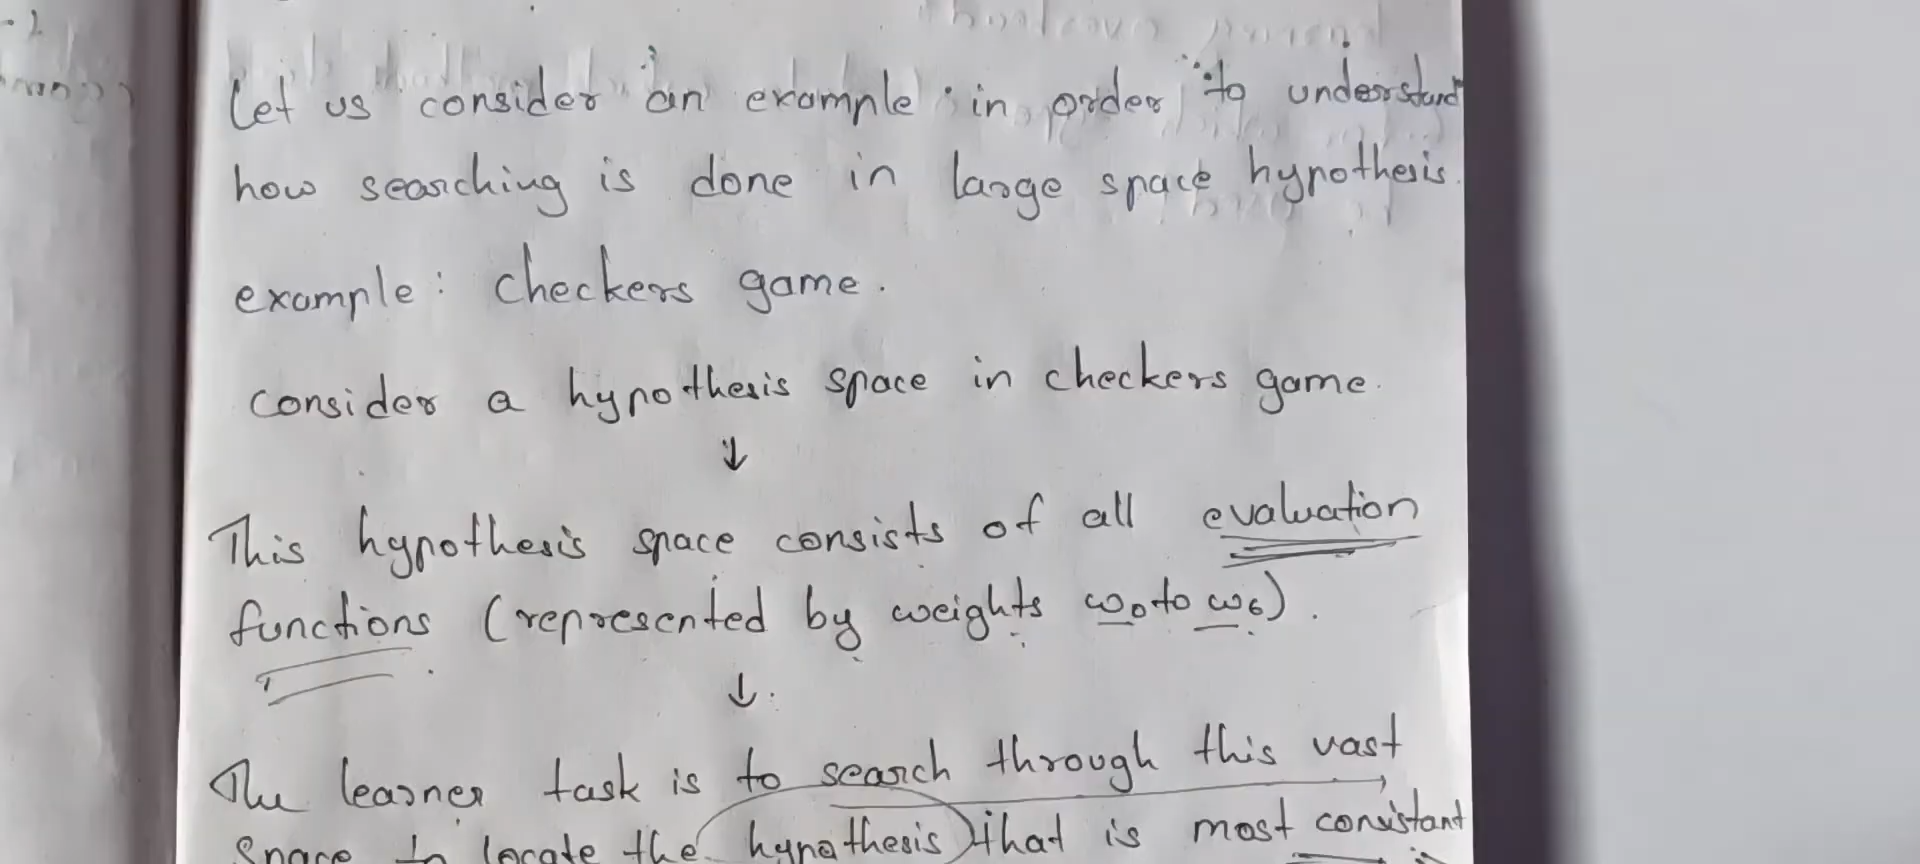 Let us consider an example in order to understand
how searching is done in large space hypothesis.
example: checkers game.
consider a hypothesis space in checkers game.
↓
This hypothesis space consists of all evaluation
functions (represented by weights w0 to w6).
↓
The learner task is to search through this vast
space to locate the hypothesis that is most consistant